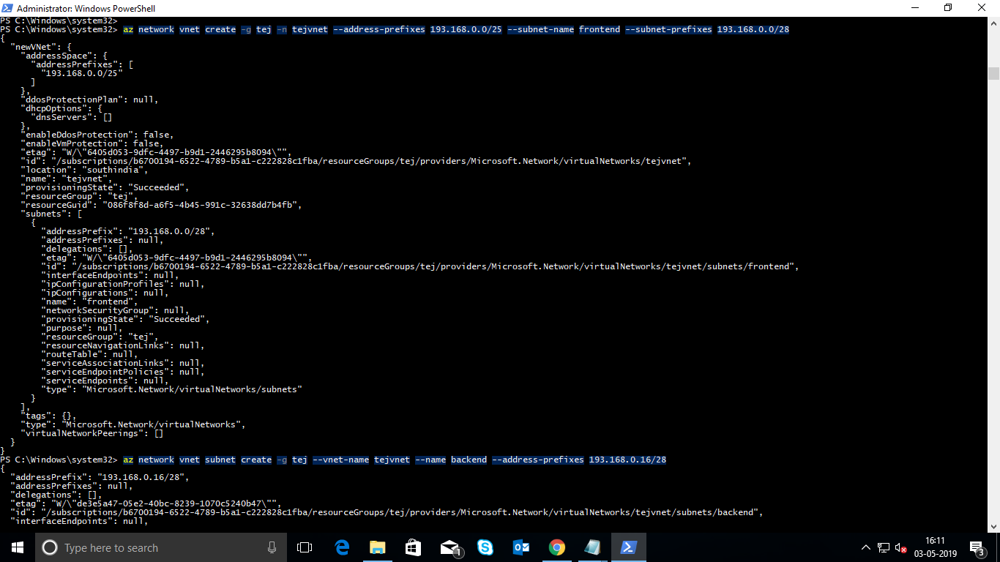 Administrator: Windows PowerShell
PS C:\Windows\system32>
PS C:\Windows\system32> az network vnet create -g tej -n tejvnet --address-prefixes 193.168.0.0/25 --subnet-name frontend --subnet-prefixes 193.168.0.0/28
{
  "newVNet": {
    "addressSpace": {
      "addressPrefixes": [
        "193.168.0.0/25"
      ]
    },
    "ddosProtectionPlan": null,
    "dhcpOptions": {
      "dnsServers": []
    },
    "enableDdosProtection": false,
    "enableVmProtection": false,
    "etag": "W/\"6405d053-9dfc-4497-b9d1-2446295b8094\"",
    "id": "/subscriptions/b6700194-6522-4789-b5a1-c222828c1fba/resourceGroups/tej/providers/Microsoft.Network/virtualNetworks/tejvnet",
    "location": "southindia",
    "name": "tejvnet",
    "provisioningState": "Succeeded",
    "resourceGroup": "tej",
    "resourceGuid": "086f8f8d-a6f5-4b45-991c-32638dd7b4fb",
    "subnets": [
      {
        "addressPrefix": "193.168.0.0/28",
        "addressPrefixes": null,
        "delegations": [],
        "etag": "W/\"6405d053-9dfc-4497-b9d1-2446295b8094\"",
        "id": "/subscriptions/b6700194-6522-4789-b5a1-c222828c1fba/resourceGroups/tej/providers/Microsoft.Network/virtualNetworks/tejvnet/subnets/frontend",
        "interfaceEndpoints": null,
        "ipConfigurationProfiles": null,
        "ipConfigurations": null,
        "name": "frontend",
        "networkSecurityGroup": null,
        "provisioningState": "Succeeded",
        "purpose": null,
        "resourceGroup": "tej",
        "resourceNavigationLinks": null,
        "routeTable": null,
        "serviceAssociationLinks": null,
        "serviceEndpointPolicies": null,
        "serviceEndpoints": null,
        "type": "Microsoft.Network/virtualNetworks/subnets"
      }
    ],
    "tags": {},
    "type": "Microsoft.Network/virtualNetworks",
    "virtualNetworkPeerings": []
  }
}
PS C:\Windows\system32> az network vnet subnet create -g tej --vnet-name tejvnet --name backend --address-prefixes 193.168.0.16/28
{
  "addressPrefix": "193.168.0.16/28",
  "addressPrefixes": null,
  "delegations": [],
  "etag": "W/\"de3e5a47-05e2-40bc-8239-1070c5240b47\"",
  "id": "/subscriptions/b6700194-6522-4789-b5a1-c222828c1fba/resourceGroups/tej/providers/Microsoft.Network/virtualNetworks/tejvnet/subnets/backend",
  "interfaceEndpoints": null,
Type here to search
1
16:11
03-05-2019
3